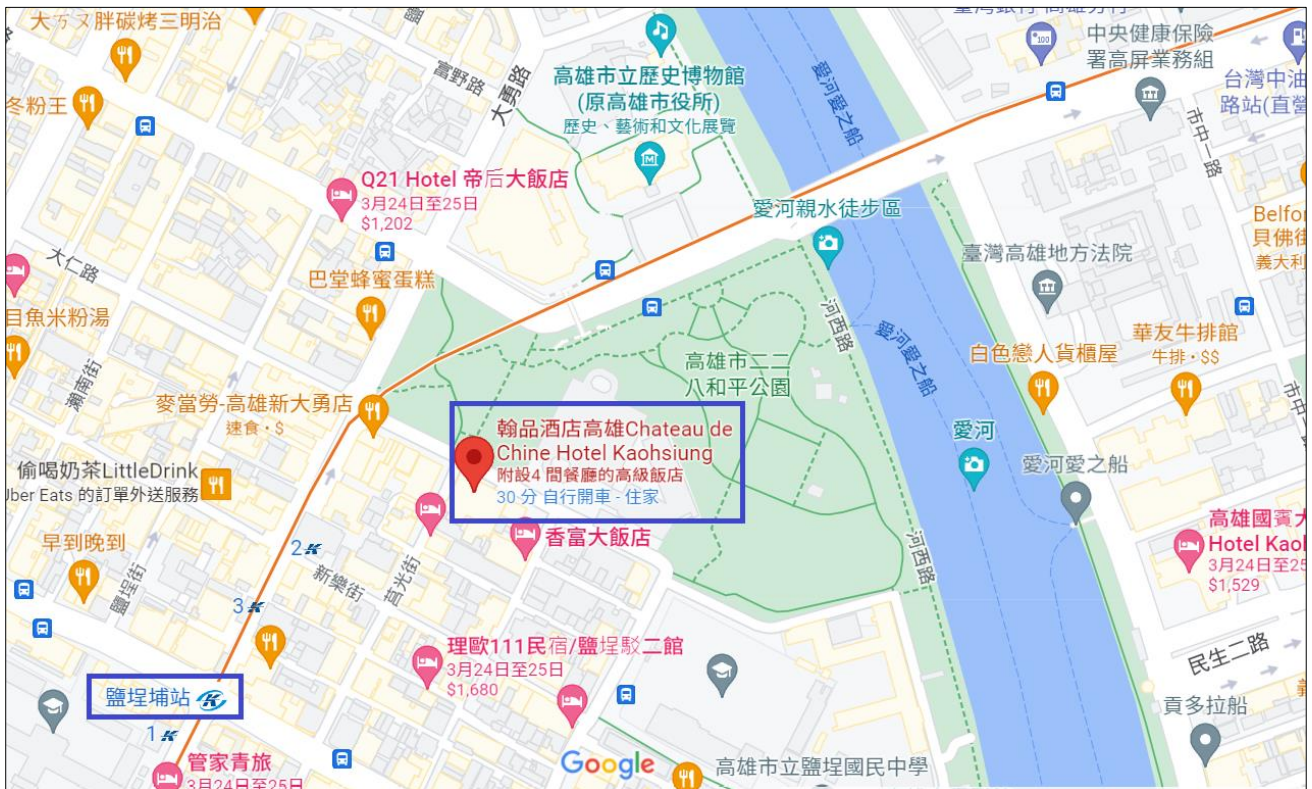 大ㄎㄡ胖碳烤三明治
冬粉王
富野路
大勇路
高雄市立歷史博物館
(原高雄市役所)
歷史、藝術和文化展覽
愛河愛之船
中央健康保險
署高屏業務組
台灣中油
路站(直營
市中一路
Q21 Hotel 帝后大飯店
3月24日至25日
$1,202
愛河親水徒步區
臺灣高雄地方法院
Belfo
貝佛街
義大利
大仁路
巴堂蜂蜜蛋糕
目魚米粉湯
瀨南街
麥當勞-高雄新大勇店
速食・$
高雄市二二
八和平公園
河西路
愛河愛之船
白色戀人貨櫃屋
華友牛排館
牛排・$$
市中
翰品酒店高雄Chateau de
Chine Hotel Kaohsiung
附設4 間餐廳的高級飯店
30 分 自行開車 - 住家
愛河
愛河愛之船
偷喝奶茶LittleDrink
Uber Eats 的訂單外送服務
早到晚到
鹽埕街
2
3
新樂街
莒光街
香富大飯店
河西路
高雄國賓大
Hotel Kaoh
3月24日至25
$1,529
理歐111民宿/鹽埕駁二館
3月24日至25日
$1,680
民生二路
鹽埕埔站
1
管家青旅
3月24日至25日
Google
高雄市立鹽埕國民中學
貢多拉船